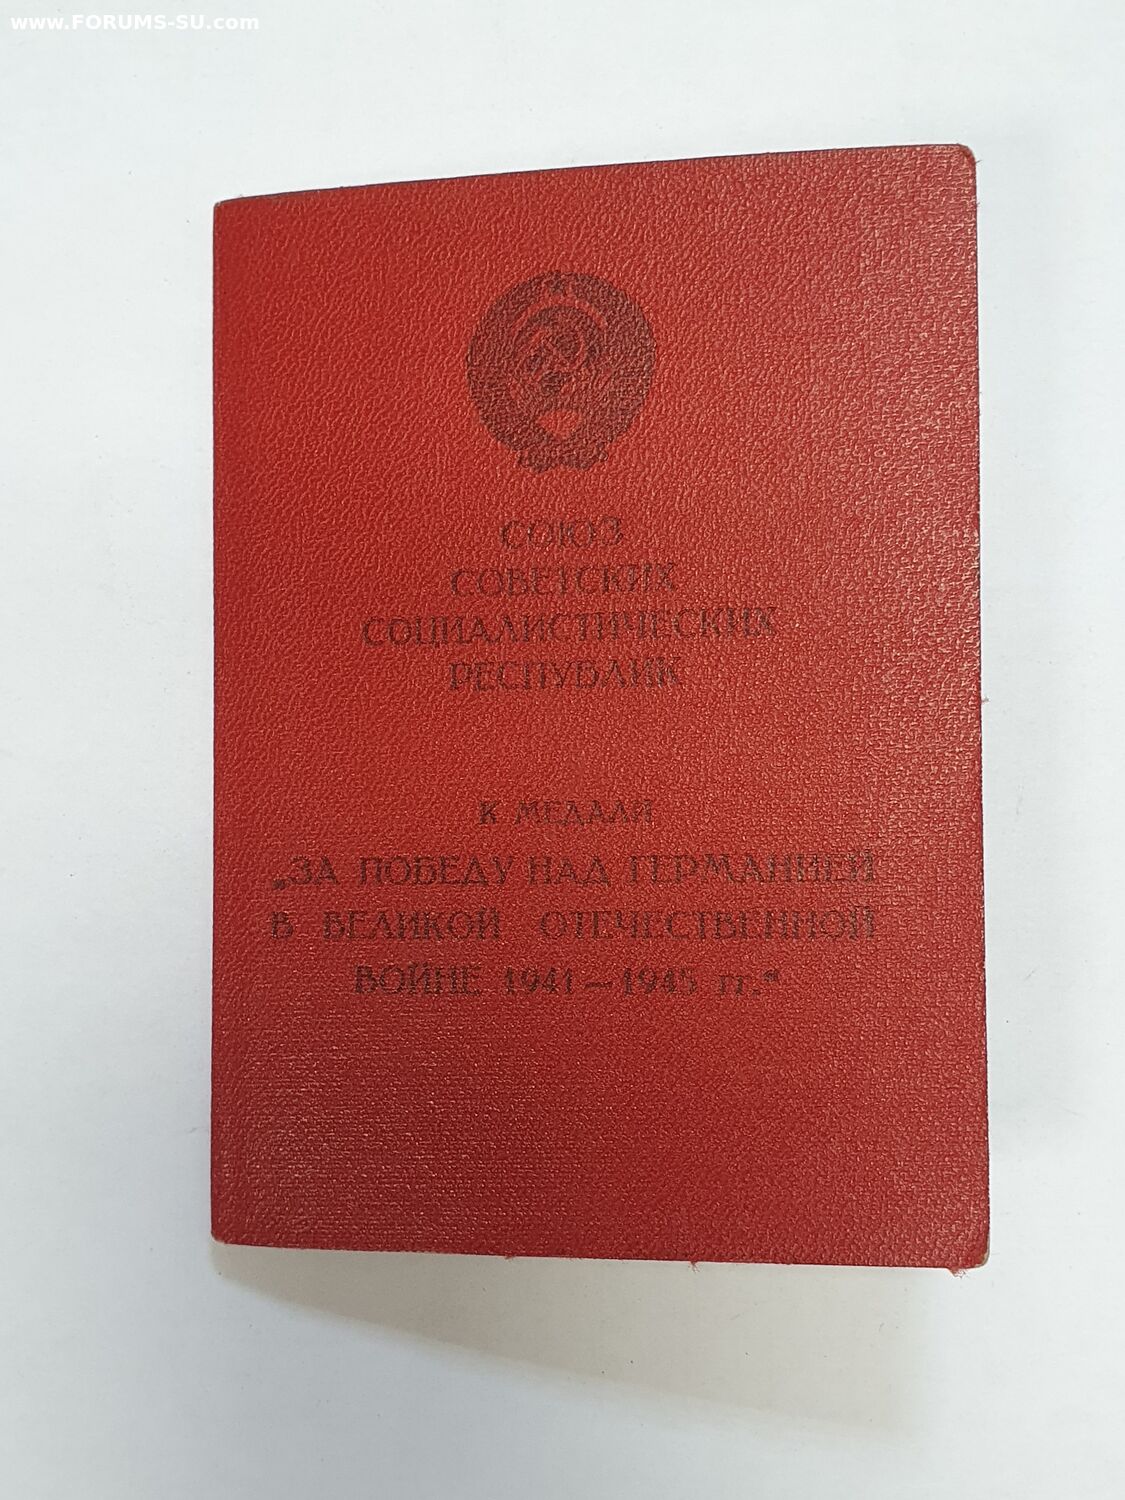 www.FORUMS-SU.com
СОЮЗ
СОВЕТСКИХ
СОЦИАЛИСТИЧЕСКИХ
РЕСПУБЛИК
К МЕДАЛИ
„ЗА ПОБЕДУ НАД ГЕРМАНИЕЙ
В ВЕЛИКОЙ ОТЕЧЕСТВЕННОЙ
ВОЙНЕ 1941–1945 гг.“